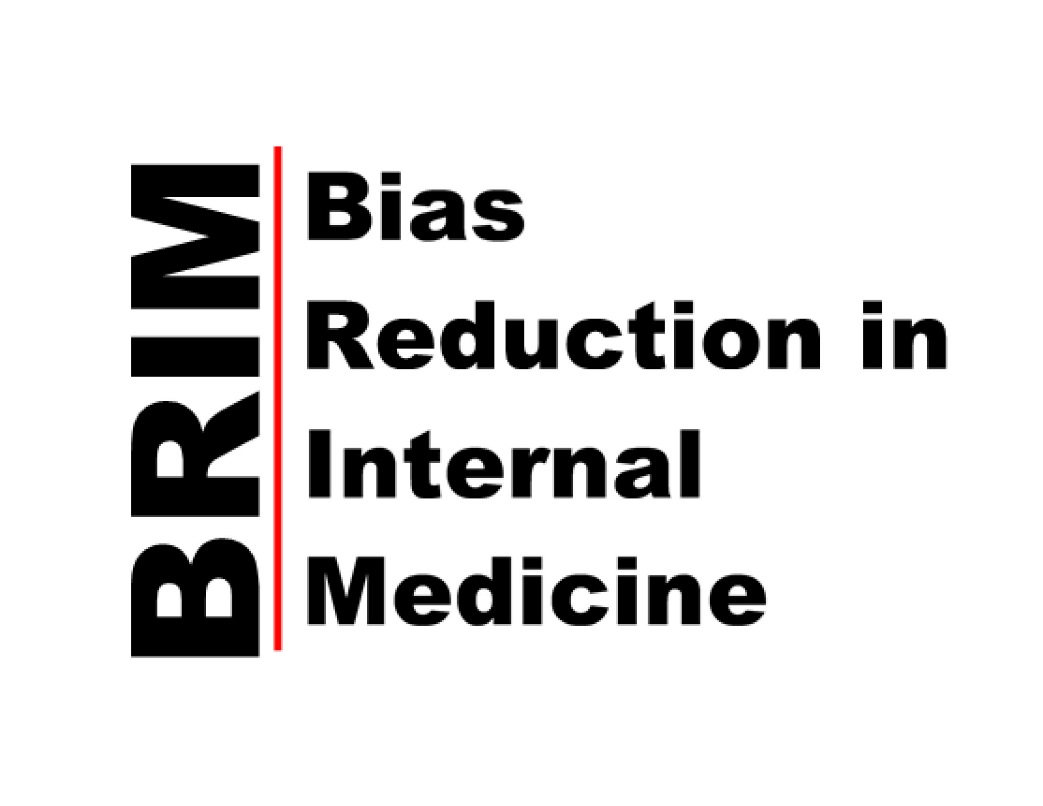 BRIM
Bias
Reduction in
Internal
Medicine